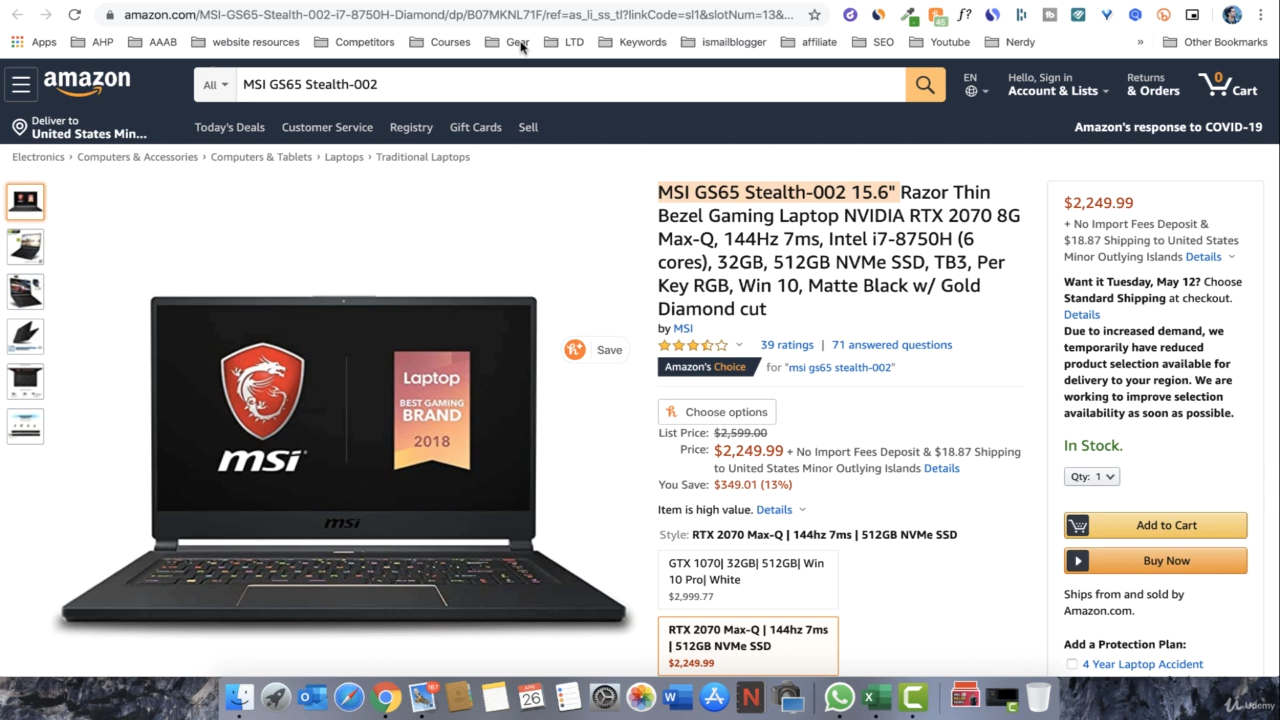 amazon.com/MSI-GS65-Stealth-002-i7-8750H-Diamond/dp/B07MKNL71F/ref=as_li_ss_tl?linkCode=sl1&slotNum=13&...
f?
46
Apps AHP AAAB website resources Competitors Courses LTD Keywords ismailblogger affiliate SEO Youtube Nerdy » Other Bookmarks
amazon
All
MSI GS65 Stealth-002
EN
Hello, Sign in
Account & Lists
Returns
& Orders
0
Cart
Deliver to
United States Min...
Today's Deals Customer Service Registry Gift Cards Sell
Amazon's response to COVID-19
Electronics › Computers & Accessories › Computers & Tablets › Laptops › Traditional Laptops
MSI GS65 Stealth-002 15.6" Razor Thin
Bezel Gaming Laptop NVIDIA RTX 2070 8G
Max-Q, 144Hz 7ms, Intel i7-8750H (6
cores), 32GB, 512GB NVMe SSD, TB3, Per
Key RGB, Win 10, Matte Black w/ Gold
Diamond cut
by MSI
39 ratings | 71 answered questions
Amazon's Choice for "msi gs65 stealth-002"
Save
Choose options
List Price: $2,599.00
Price: $2,249.99 + No Import Fees Deposit & $18.87 Shipping
to United States Minor Outlying Islands Details
You Save: $349.01 (13%)
Item is high value. Details
Style: RTX 2070 Max-Q | 144hz 7ms | 512GB NVMe SSD
GTX 1070| 32GB| 512GB| Win
10 Pro| White
$2,999.77
RTX 2070 Max-Q | 144hz 7ms
| 512GB NVMe SSD
$2,249.99
msi
Laptop
BEST GAMING
BRAND
2018
msi
$2,249.99
+ No Import Fees Deposit &
$18.87 Shipping to United States
Minor Outlying Islands Details
Want it Tuesday, May 12? Choose
Standard Shipping at checkout.
Details
Due to increased demand, we
temporarily have reduced
product selection available for
delivery to your region. We are
working to improve selection
availability as soon as possible.
In Stock.
Qty: 1
Add to Cart
Buy Now
Ships from and sold by
Amazon.com.
Add a Protection Plan:
4 Year Laptop Accident
APR
26
167
W
N
X
C
Udemy